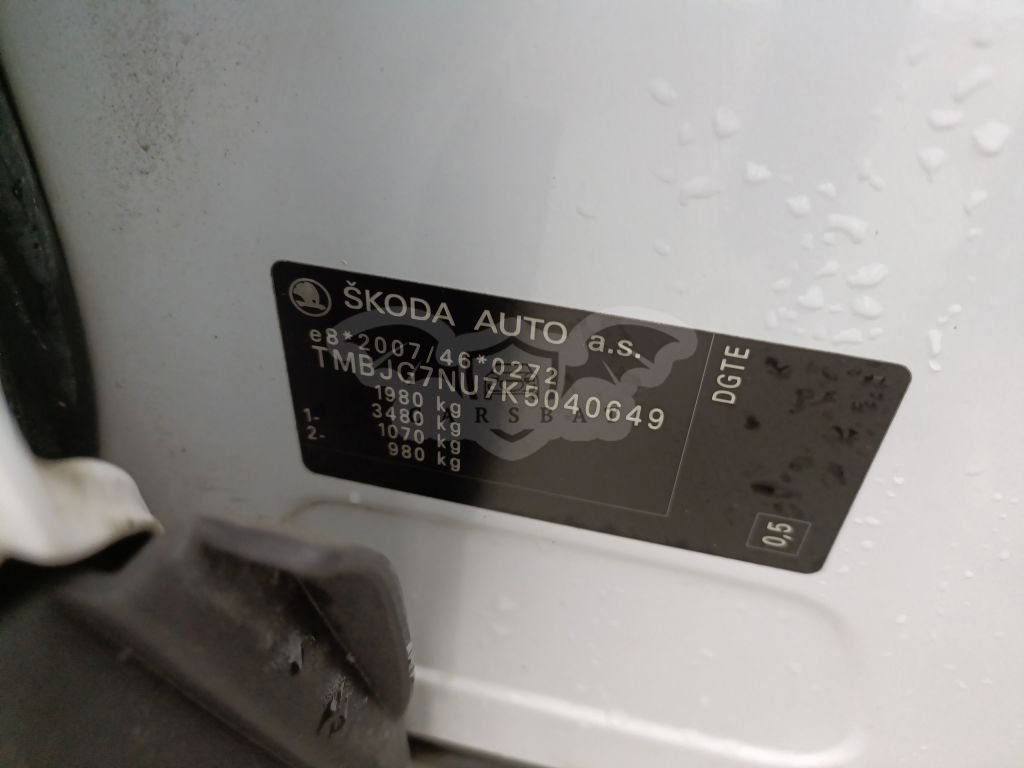 ŠKODA AUTO a.s.
e8*2007/46*0272
TMBJG7NU7K5040649
1980 kg
3480 kg
1- 1070 kg
2- 980 kg
DGTE
0,5